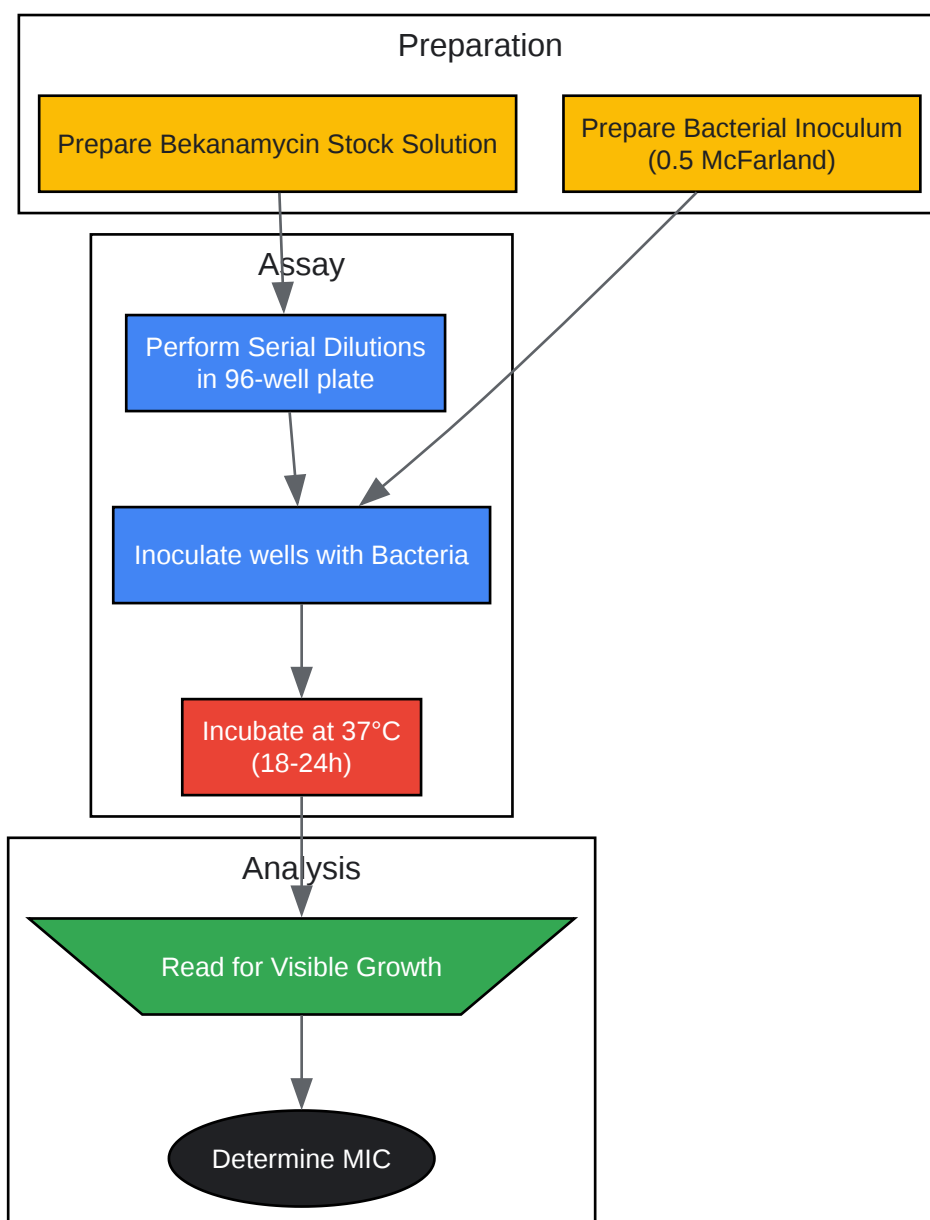 Preparation
Prepare Bekanamycin Stock Solution
Prepare Bacterial Inoculum
(0.5 McFarland)
Assay
Perform Serial Dilutions
in 96-well plate
Inoculate wells with Bacteria
Incubate at 37°C
(18-24h)
Analysis
Read for Visible Growth
Determine MIC